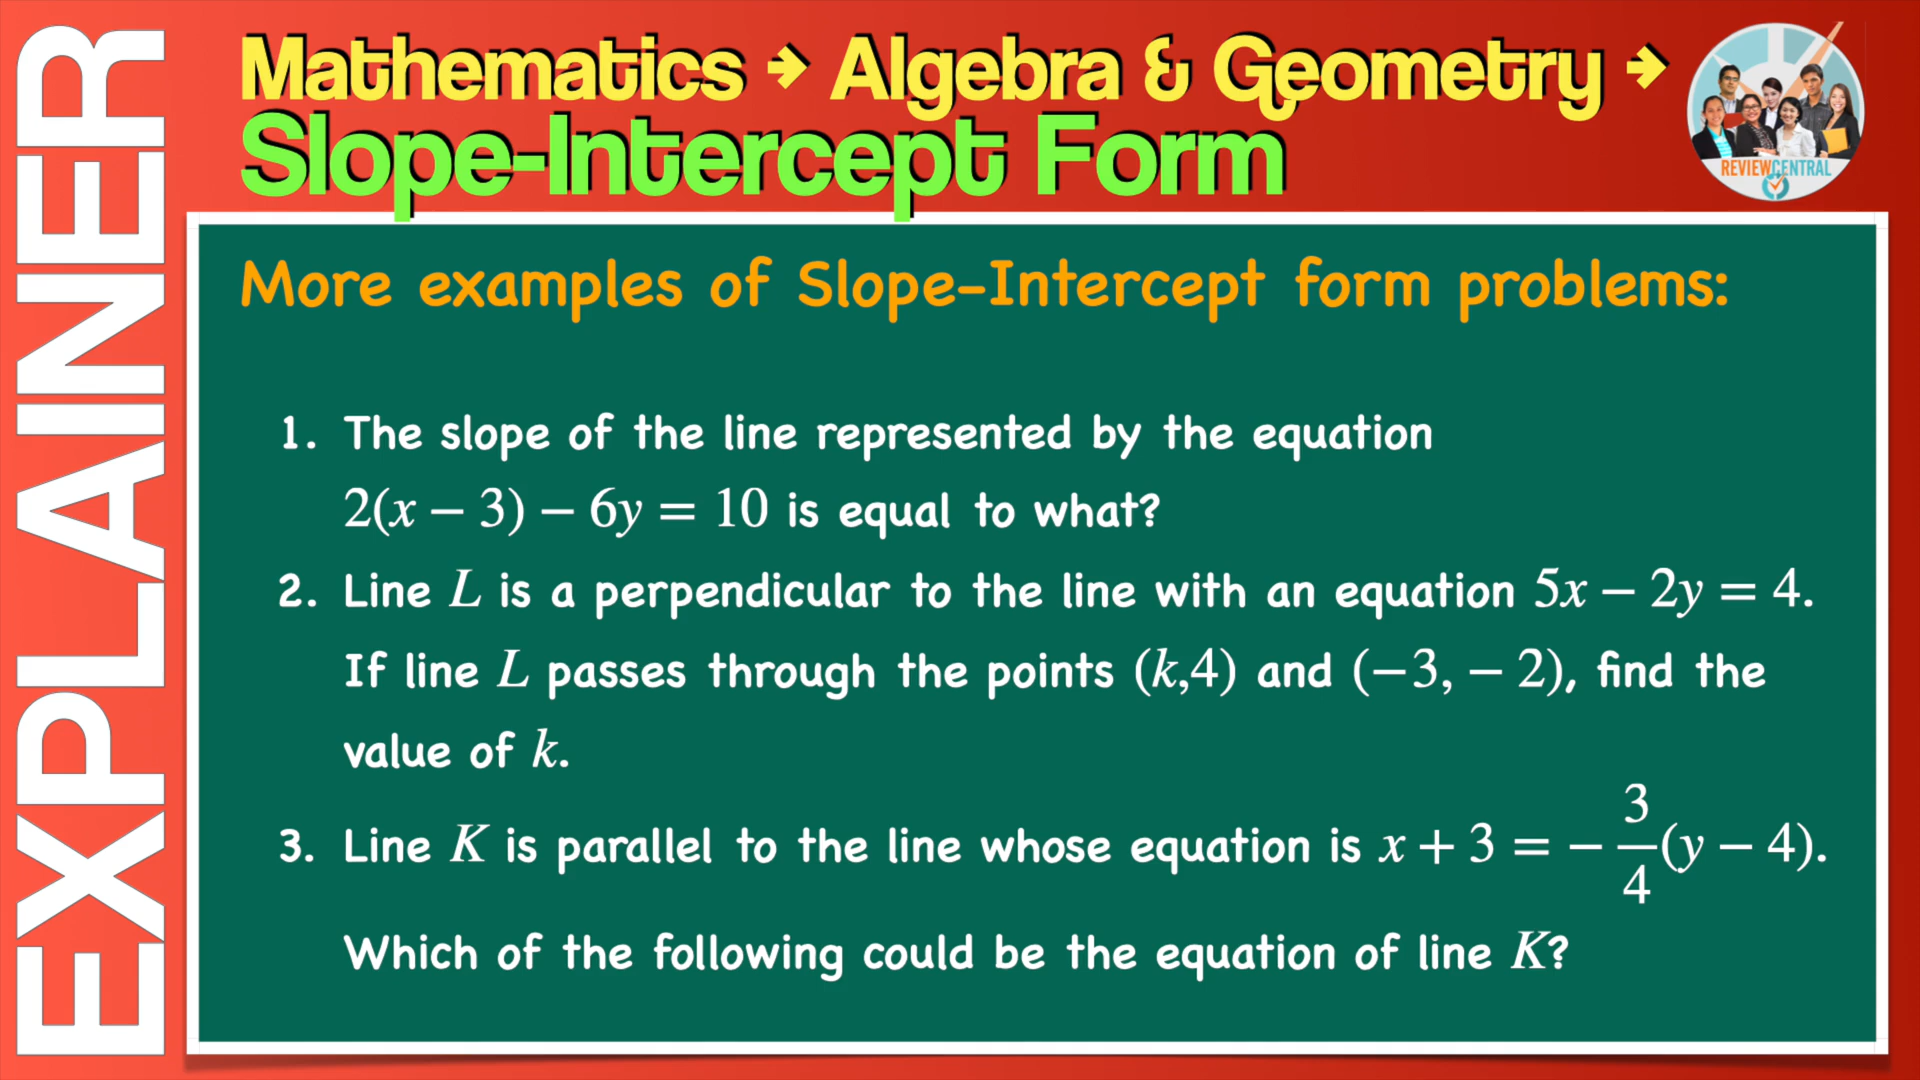 EXPLAINER
Mathematics → Algebra & Geometry →
Slope-Intercept Form
REVIEWCENTRAL
More examples of Slope-Intercept form problems:
1. The slope of the line represented by the equation
2(x − 3) − 6y = 10 is equal to what?
2. Line L is a perpendicular to the line with an equation 5x − 2y = 4.
If line L passes through the points (k,4) and (−3, − 2), find the
value of k.
3. Line K is parallel to the line whose equation is x + 3 = −3/4(y − 4).
Which of the following could be the equation of line K?